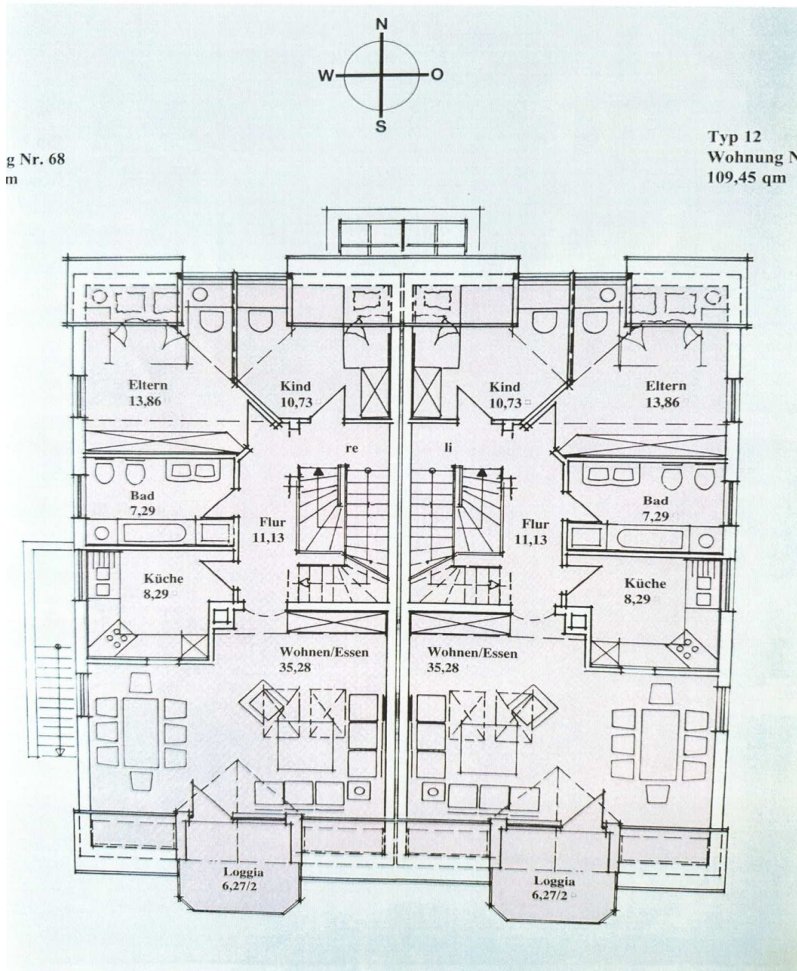 N
W O
S
g Nr. 68
m
Typ 12
Wohnung N
109,45 qm
Eltern
13,86
Kind
10,73
Kind
10,73
Eltern
13,86
re
li
Bad
7,29
Flur
11,13
Flur
11,13
Bad
7,29
Küche
8,29
Küche
8,29
Wohnen/Essen
35,28
Wohnen/Essen
35,28
Loggia
6,27/2
Loggia
6,27/2